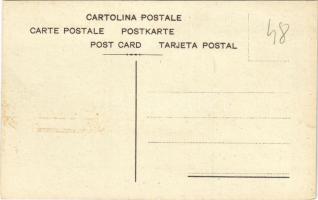 CARTOLINA POSTALE
CARTE POSTALE POSTKARTE
POST CARD TARJETA POSTAL
48